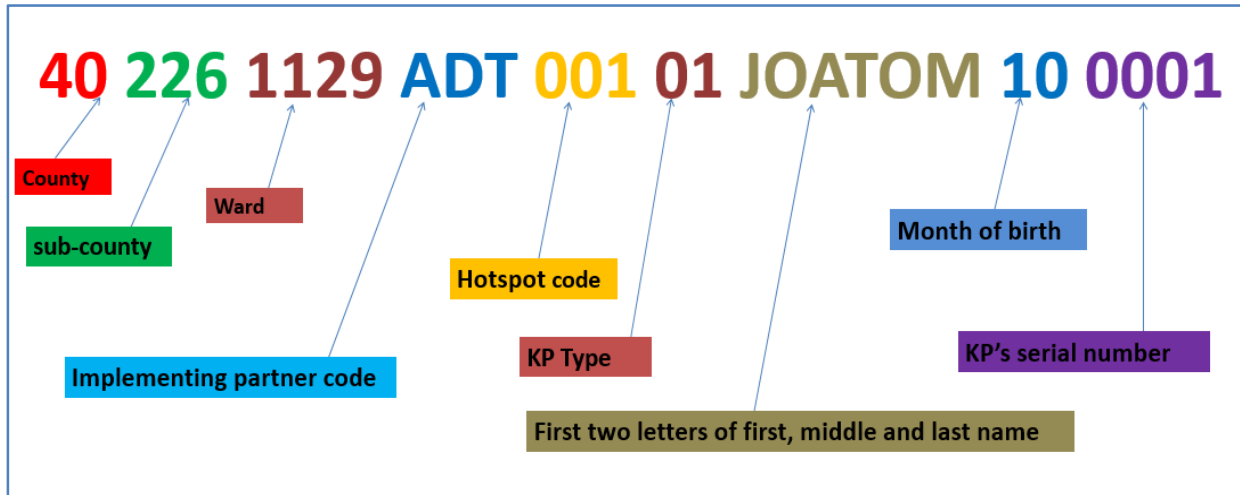 40 226 1129 ADT 001 01 JOATOM 10 0001
County
Ward
sub-county
Month of birth
Hotspot code
KP Type
KP's serial number
Implementing partner code
First two letters of first, middle and last name